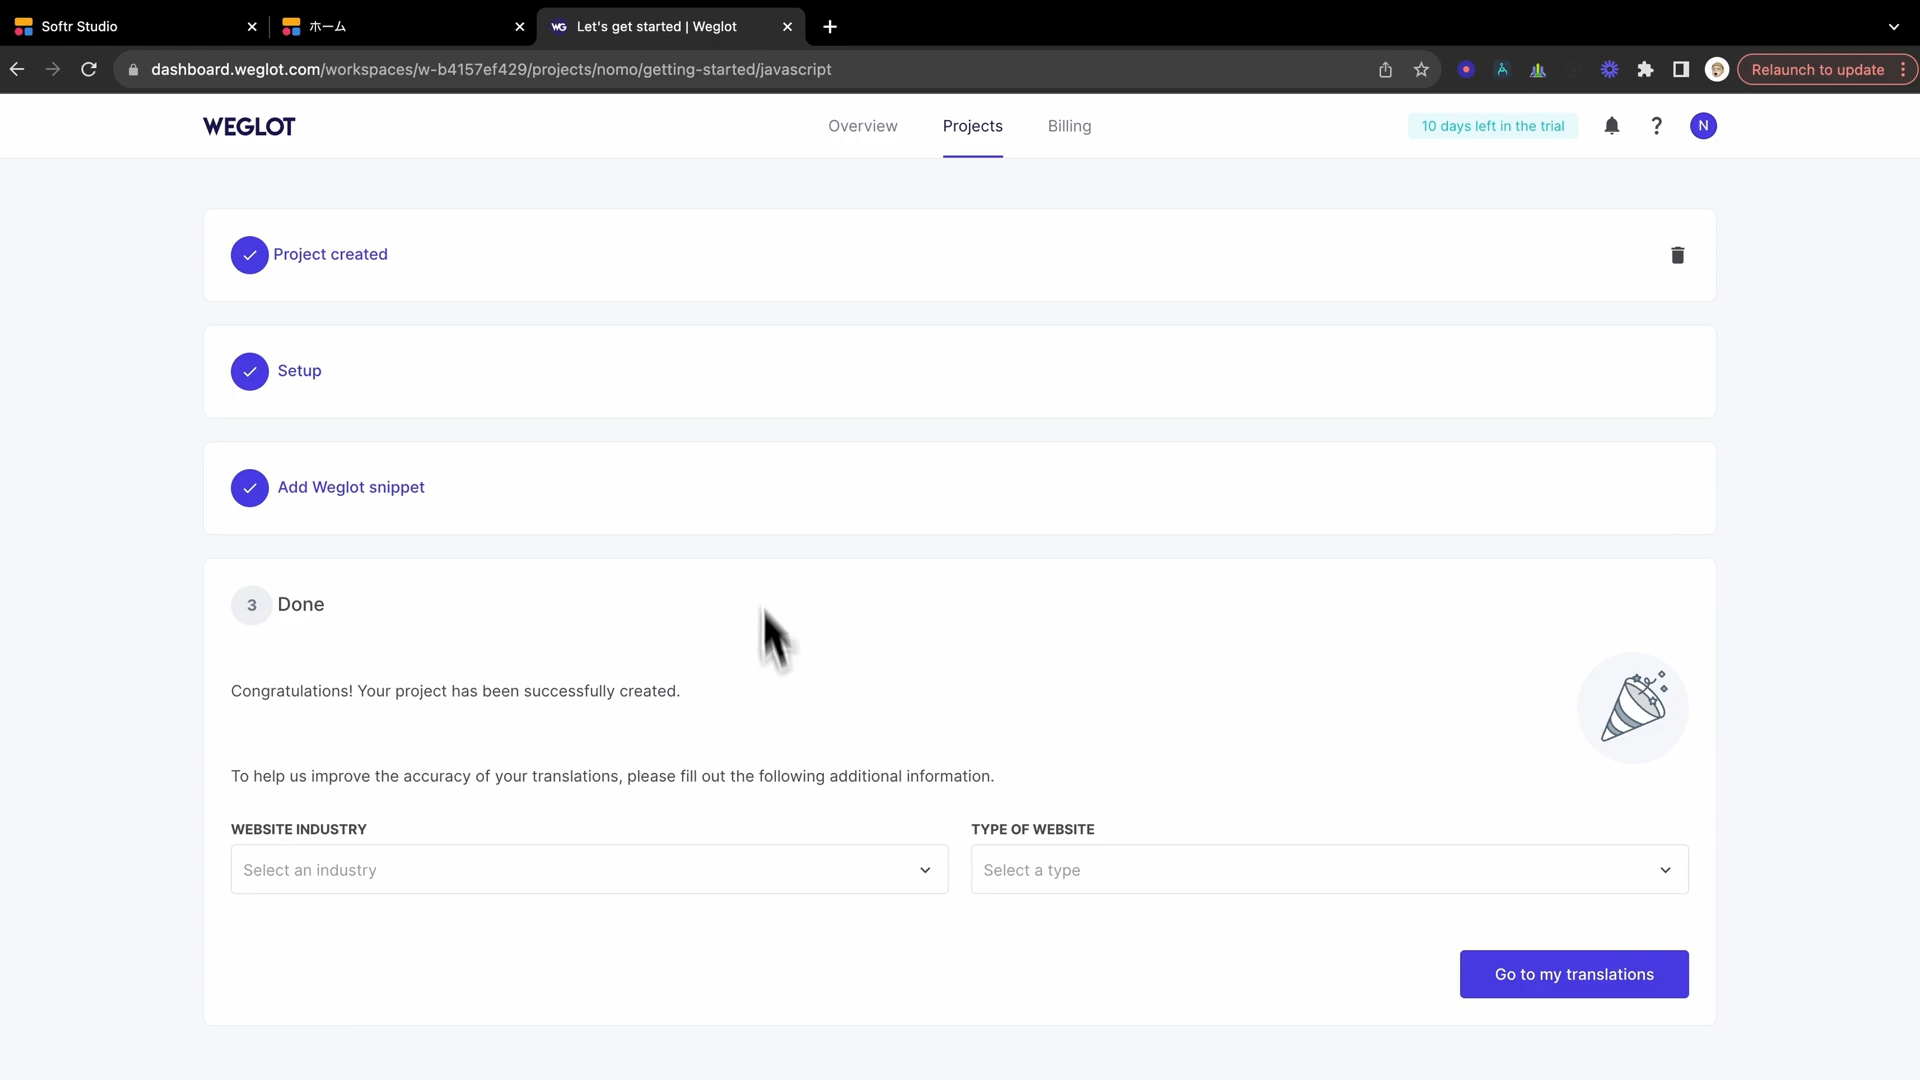 Softr Studio
ホーム
WG
Let's get started | Weglot
dashboard.weglot.com/workspaces/w-b4157ef429/projects/nomo/getting-started/javascript
Relaunch to update
WEGLOT
Overview
Projects
Billing
10 days left in the trial
?
N
Project created
Setup
Add Weglot snippet
3
Done
Congratulations! Your project has been successfully created.
To help us improve the accuracy of your translations, please fill out the following additional information.
WEBSITE INDUSTRY
TYPE OF WEBSITE
Select an industry
Select a type
Go to my translations